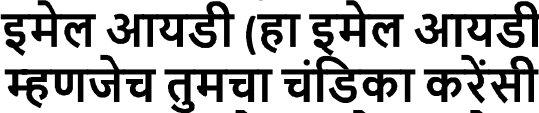 इमेल आयडी (हा इमेल आयडी
म्हणजेच तुमचा चंडिका करेंसी